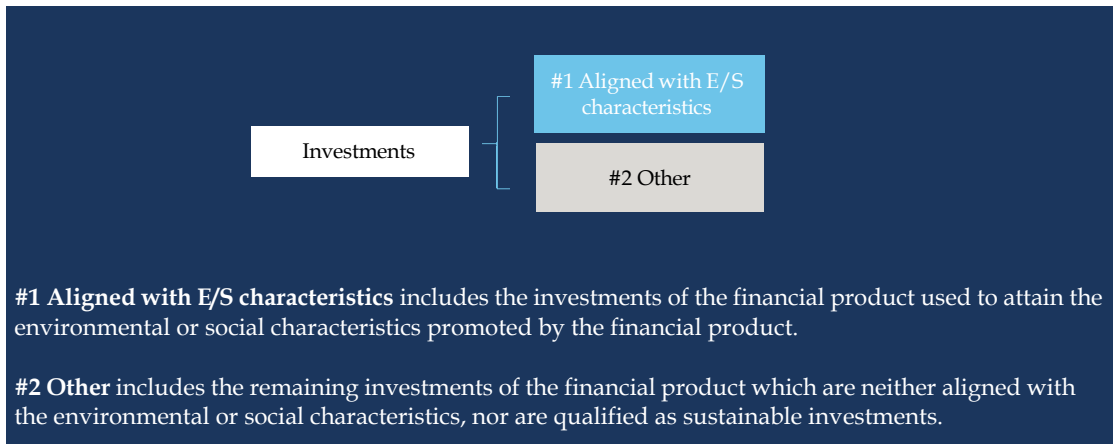 #1 Aligned with E/S
characteristics
Investments
#2 Other
#1 Aligned with E/S characteristics includes the investments of the financial product used to attain the
environmental or social characteristics promoted by the financial product.
#2 Other includes the remaining investments of the financial product which are neither aligned with
the environmental or social characteristics, nor are qualified as sustainable investments.